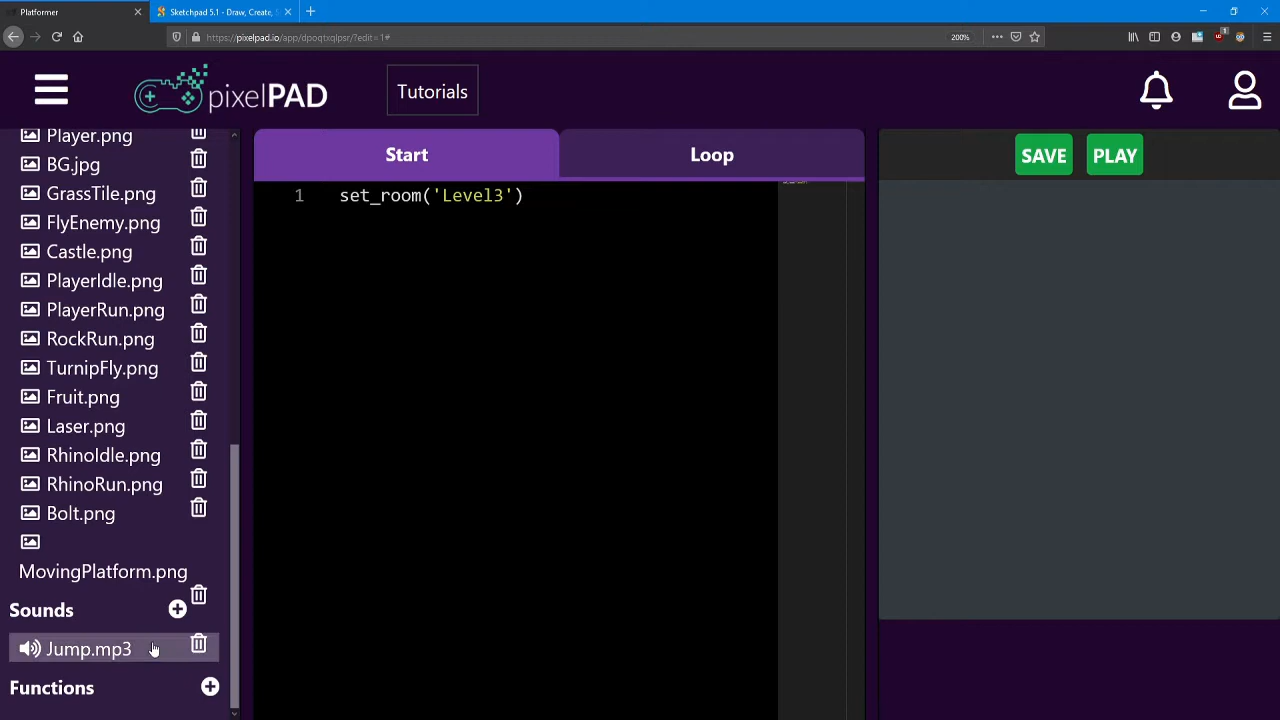 Platformer
Sketchpad 5.1 - Draw, Create,
https://pixelpad.io/app/dpoqtxqlpsr/?edit=1#
200%
pixelPAD
Tutorials
Player.png
BG.jpg
GrassTile.png
FlyEnemy.png
Castle.png
PlayerIdle.png
PlayerRun.png
RockRun.png
TurnipFly.png
Fruit.png
Laser.png
RhinoIdle.png
RhinoRun.png
Bolt.png
MovingPlatform.png
Sounds
Jump.mp3
Functions
Start
Loop
1 set_room('Level3')
SAVE
PLAY